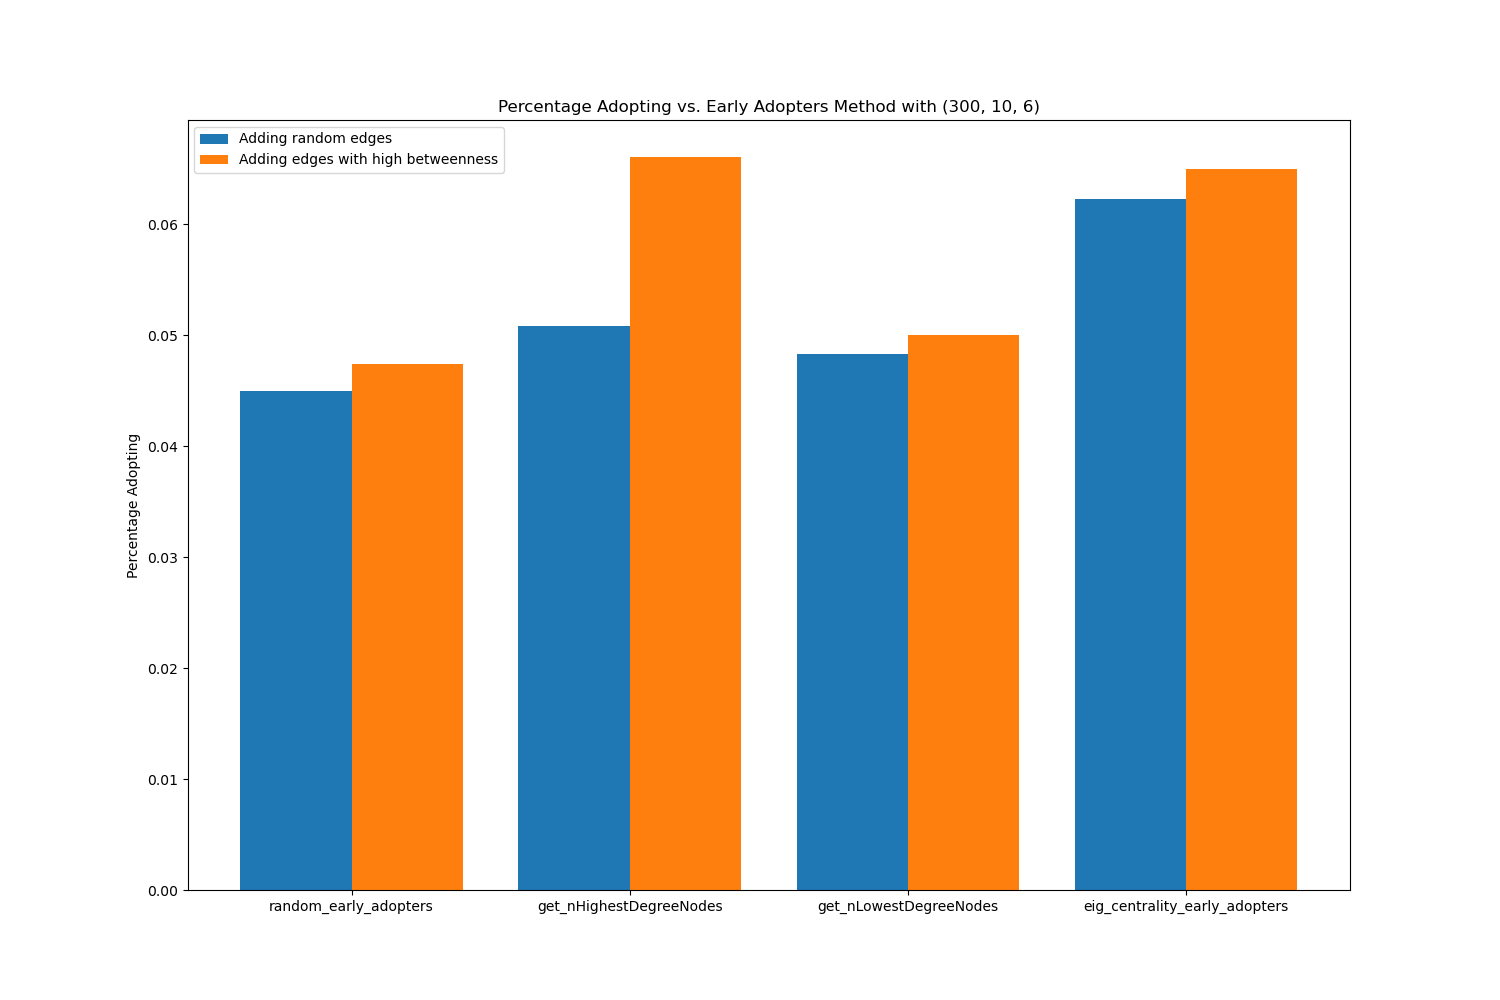 Percentage Adopting vs. Early Adopters Method with (300, 10, 6)
Adding random edges
Adding edges with high betweenness
Percentage Adopting
0.06
0.05
0.04
0.03
0.02
0.01
0.00
random_early_adopters
get_nHighestDegreeNodes
get_nLowestDegreeNodes
eig_centrality_early_adopters